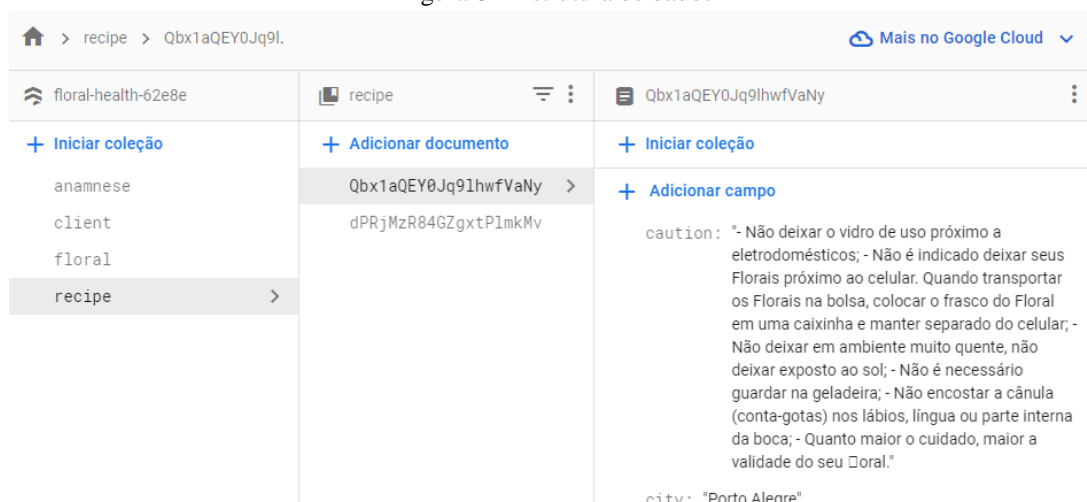 recipe > Qbx1aQEY0Jq9l.
Mais no Google Cloud
floral-health-62e8e
recipe
Qbx1aQEY0Jq9lhwfVaNy
+ Iniciar coleção
+ Adicionar documento
+ Iniciar coleção
anamnese
client
floral
recipe
Qbx1aQEY0Jq9lhwfVaNy
dPRjMzR84GZgxtPlmkMv
+ Adicionar campo
caution: "- Não deixar o vidro de uso próximo a
eletrodomésticos; - Não é indicado deixar seus
Florais próximo ao celular. Quando transportar
os Florais na bolsa, colocar o frasco do Floral
em uma caixinha e manter separado do celular; -
Não deixar em ambiente muito quente, não
deixar exposto ao sol; - Não é necessário
guardar na geladeira; - Não encostar a cânula
(conta-gotas) nos lábios, língua ou parte interna
da boca; - Quanto maior o cuidado, maior a
validade do seu □oral."
city: "Porto Alegre"